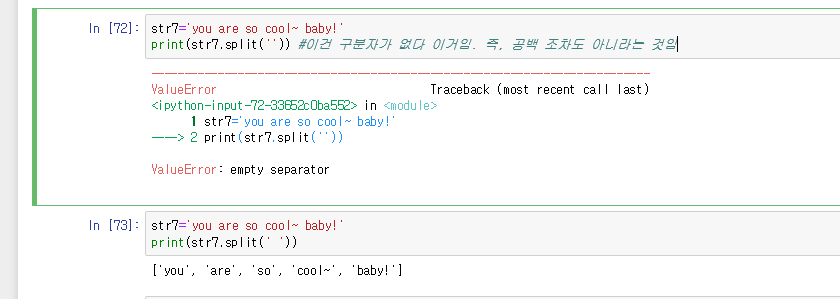 In [72]: str7='you are so cool~ baby!'
print(str7.split('')) #이건 구분자가 없다 이거임. 즉, 공백 조차도 아니라는 것임
---------------------------------------------------------------------------
ValueError                                Traceback (most recent call last)
<ipython-input-72-33652c0ba552> in <module>
      1 str7='you are so cool~ baby!'
----> 2 print(str7.split(''))
ValueError: empty separator
In [73]: str7='you are so cool~ baby!'
print(str7.split(' '))
['you', 'are', 'so', 'cool~', 'baby!']